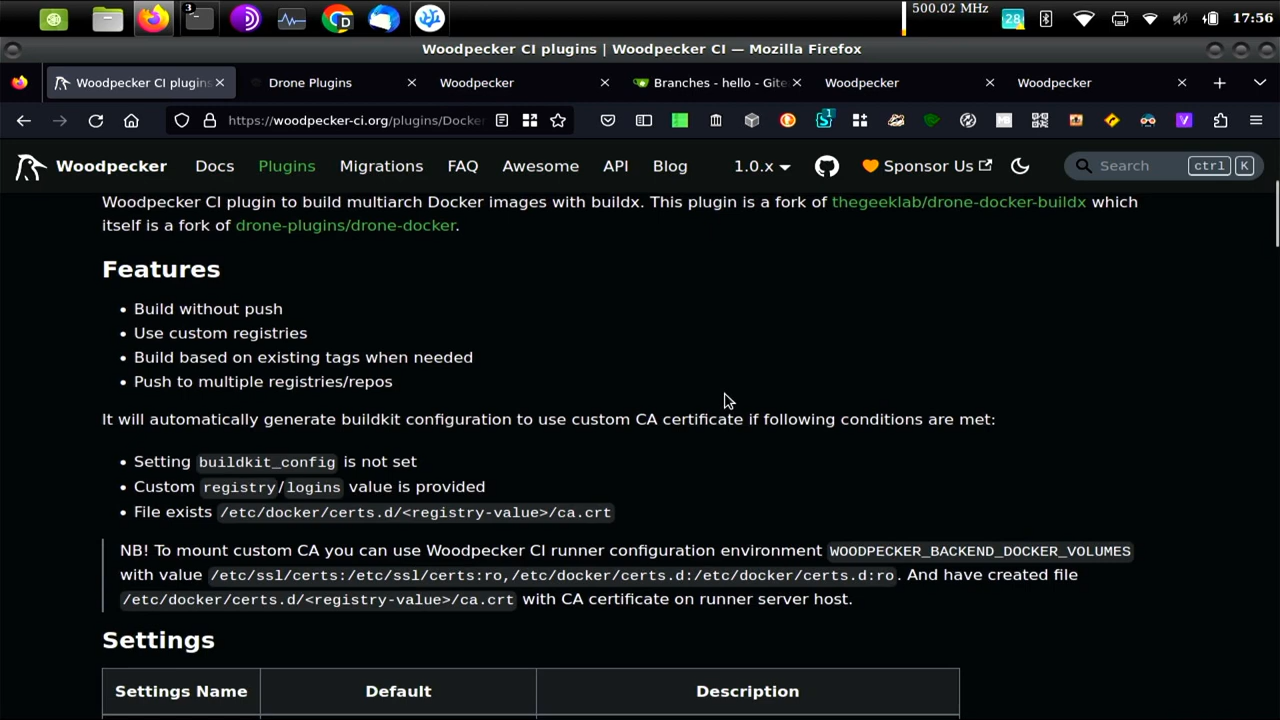 3
500.02 MHz
28
17:56
Woodpecker CI plugins | Woodpecker CI — Mozilla Firefox
Woodpecker CI plugins
Drone Plugins
Woodpecker
Branches - hello - Gite
Woodpecker
Woodpecker
https://woodpecker-ci.org/plugins/Docker
1
Woodpecker
Docs
Plugins
Migrations
FAQ
Awesome
API
Blog
1.0.x
Sponsor Us
Search
ctrl
K
Woodpecker CI plugin to build multiarch Docker images with buildx. This plugin is a fork of thegeeklab/drone-docker-buildx which
itself is a fork of drone-plugins/drone-docker.
Features
• Build without push
• Use custom registries
• Build based on existing tags when needed
• Push to multiple registries/repos
It will automatically generate buildkit configuration to use custom CA certificate if following conditions are met:
• Setting buildkit_config is not set
• Custom registry/logins value is provided
• File exists /etc/docker/certs.d/<registry-value>/ca.crt
NB! To mount custom CA you can use Woodpecker CI runner configuration environment WOODPECKER_BACKEND_DOCKER_VOLUMES
with value /etc/ssl/certs:/etc/ssl/certs:ro,/etc/docker/certs.d:/etc/docker/certs.d:ro. And have created file
/etc/docker/certs.d/<registry-value>/ca.crt with CA certificate on runner server host.
Settings
Settings Name
Default
Description